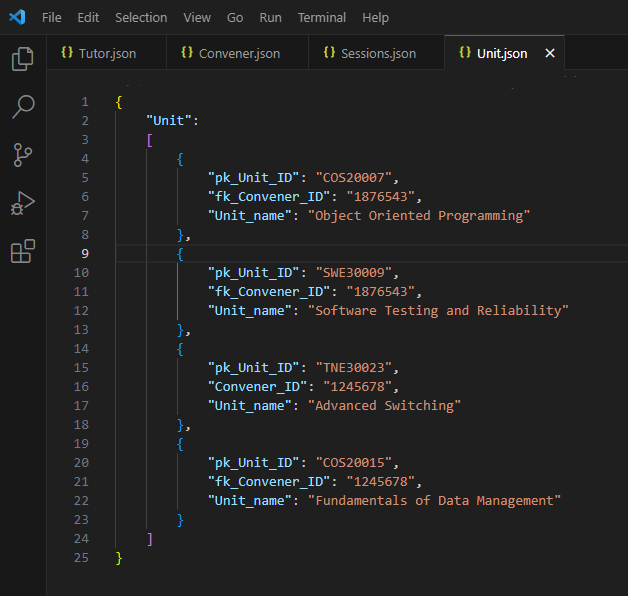 File Edit Selection View Go Run Terminal Help
{} Tutor.json {} Convener.json {} Sessions.json {} Unit.json ×
1 {
2 "Unit":
3 [
4 {
5 "pk_Unit_ID": "COS20007",
6 "fk_Convener_ID": "1876543",
7 "Unit_name": "Object Oriented Programming"
8 },
9 {
10 "pk_Unit_ID": "SWE30009",
11 "fk_Convener_ID": "1876543",
12 "Unit_name": "Software Testing and Reliability"
13 },
14 {
15 "pk_Unit_ID": "TNE30023",
16 "Convener_ID": "1245678",
17 "Unit_name": "Advanced Switching"
18 },
19 {
20 "pk_Unit_ID": "COS20015",
21 "fk_Convener_ID": "1245678",
22 "Unit_name": "Fundamentals of Data Management"
23 }
24 ]
25 }